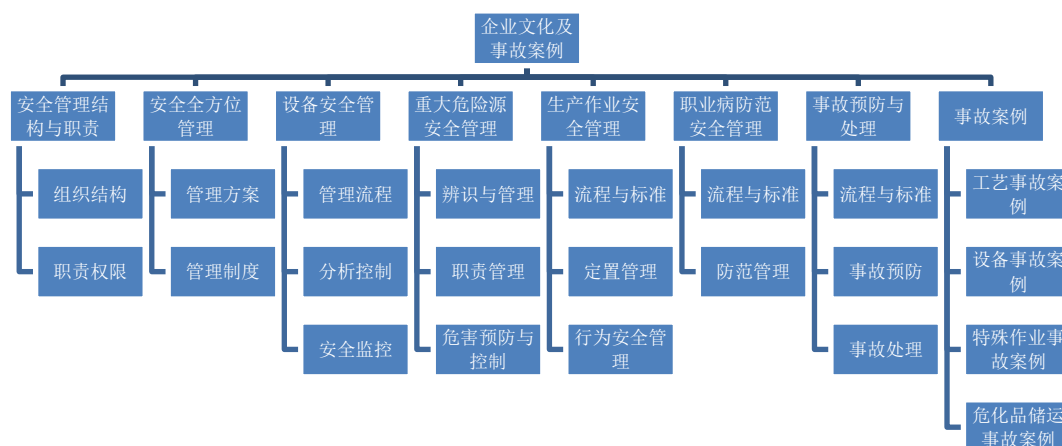 企业文化及
事故案例
安全管理结
构与职责
安全全方位
管理
设备安全管
理
重大危险源
安全管理
生产作业安
全管理
职业病防范
安全管理
事故预防与
处理
事故案例
组织结构
管理方案
管理流程
辨识与管理
流程与标准
流程与标准
流程与标准
工艺事故案
例
职责权限
管理制度
分析控制
职责管理
定置管理
防范管理
事故预防
设备事故案
例
安全监控
危害预防与
控制
行为安全管
理
事故处理
特殊作业事
故案例
危化品储运
事故案例